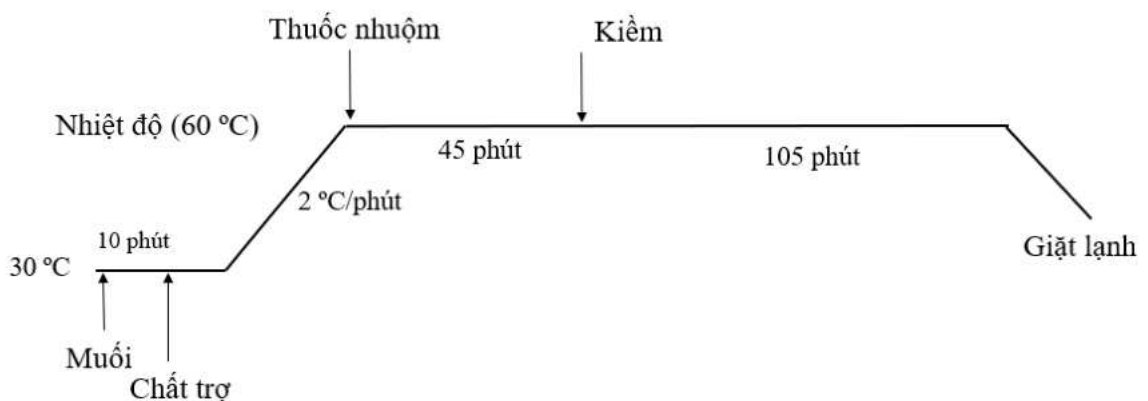 Thuốc nhuộm
Kiềm
Nhiệt độ (60 ºC)
45 phút
105 phút
2 ºC/phút
10 phút
30 ºC
Giặt lạnh
Muối
Chất trợ